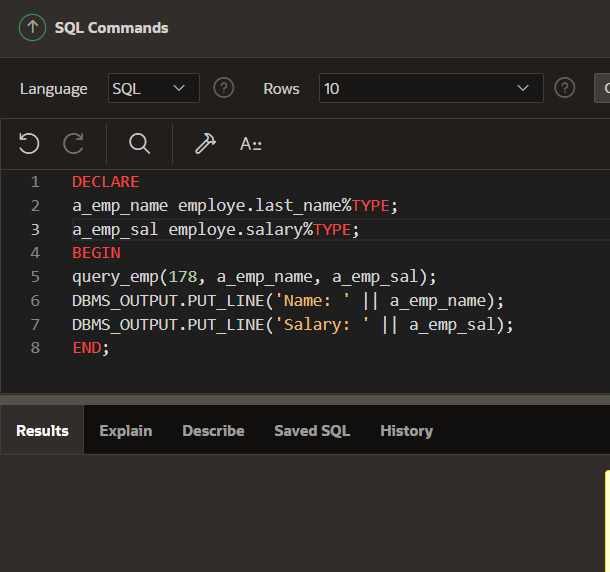 SQL Commands
Language SQL ? Rows 10 ?
A::
1 DECLARE
2 a_emp_name employe.last_name%TYPE;
3 a_emp_sal employe.salary%TYPE;
4 BEGIN
5 query_emp(178, a_emp_name, a_emp_sal);
6 DBMS_OUTPUT.PUT_LINE('Name: ' || a_emp_name);
7 DBMS_OUTPUT.PUT_LINE('Salary: ' || a_emp_sal);
8 END;
Results Explain Describe Saved SQL History